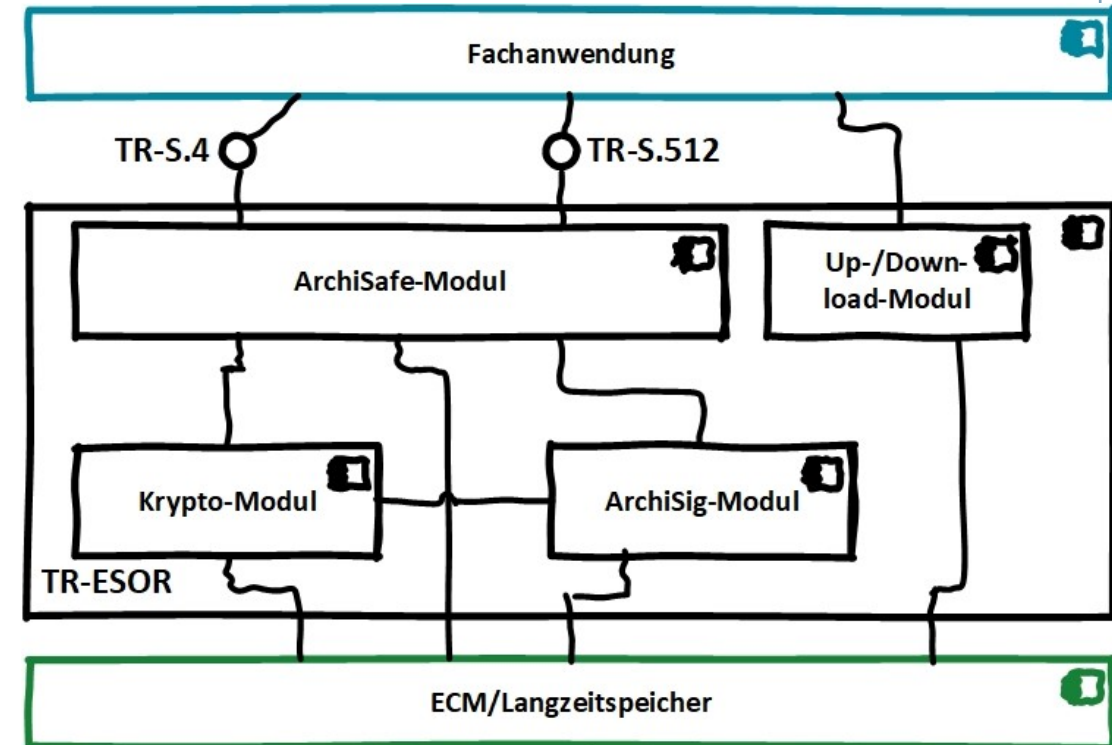 Fachanwendung
TR-S.4
TR-S.512
ArchiSafe-Modul
Up-/Down-
load-Modul
Krypto-Modul
ArchiSig-Modul
TR-ESOR
ECM/Langzeitspeicher